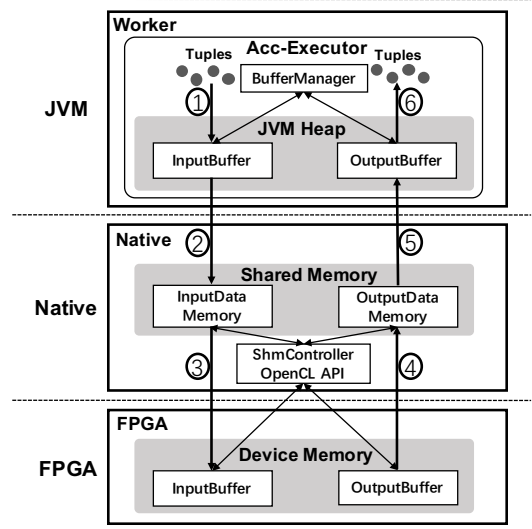 Worker
Acc-Executor
Tuples
Tuples
BufferManager
①
⑥
JVM
JVM Heap
InputBuffer
OutputBuffer
Native
②
⑤
Shared Memory
Native
InputData
Memory
OutputData
Memory
ShmController
OpenCL API
③
④
FPGA
FPGA
Device Memory
InputBuffer
OutputBuffer